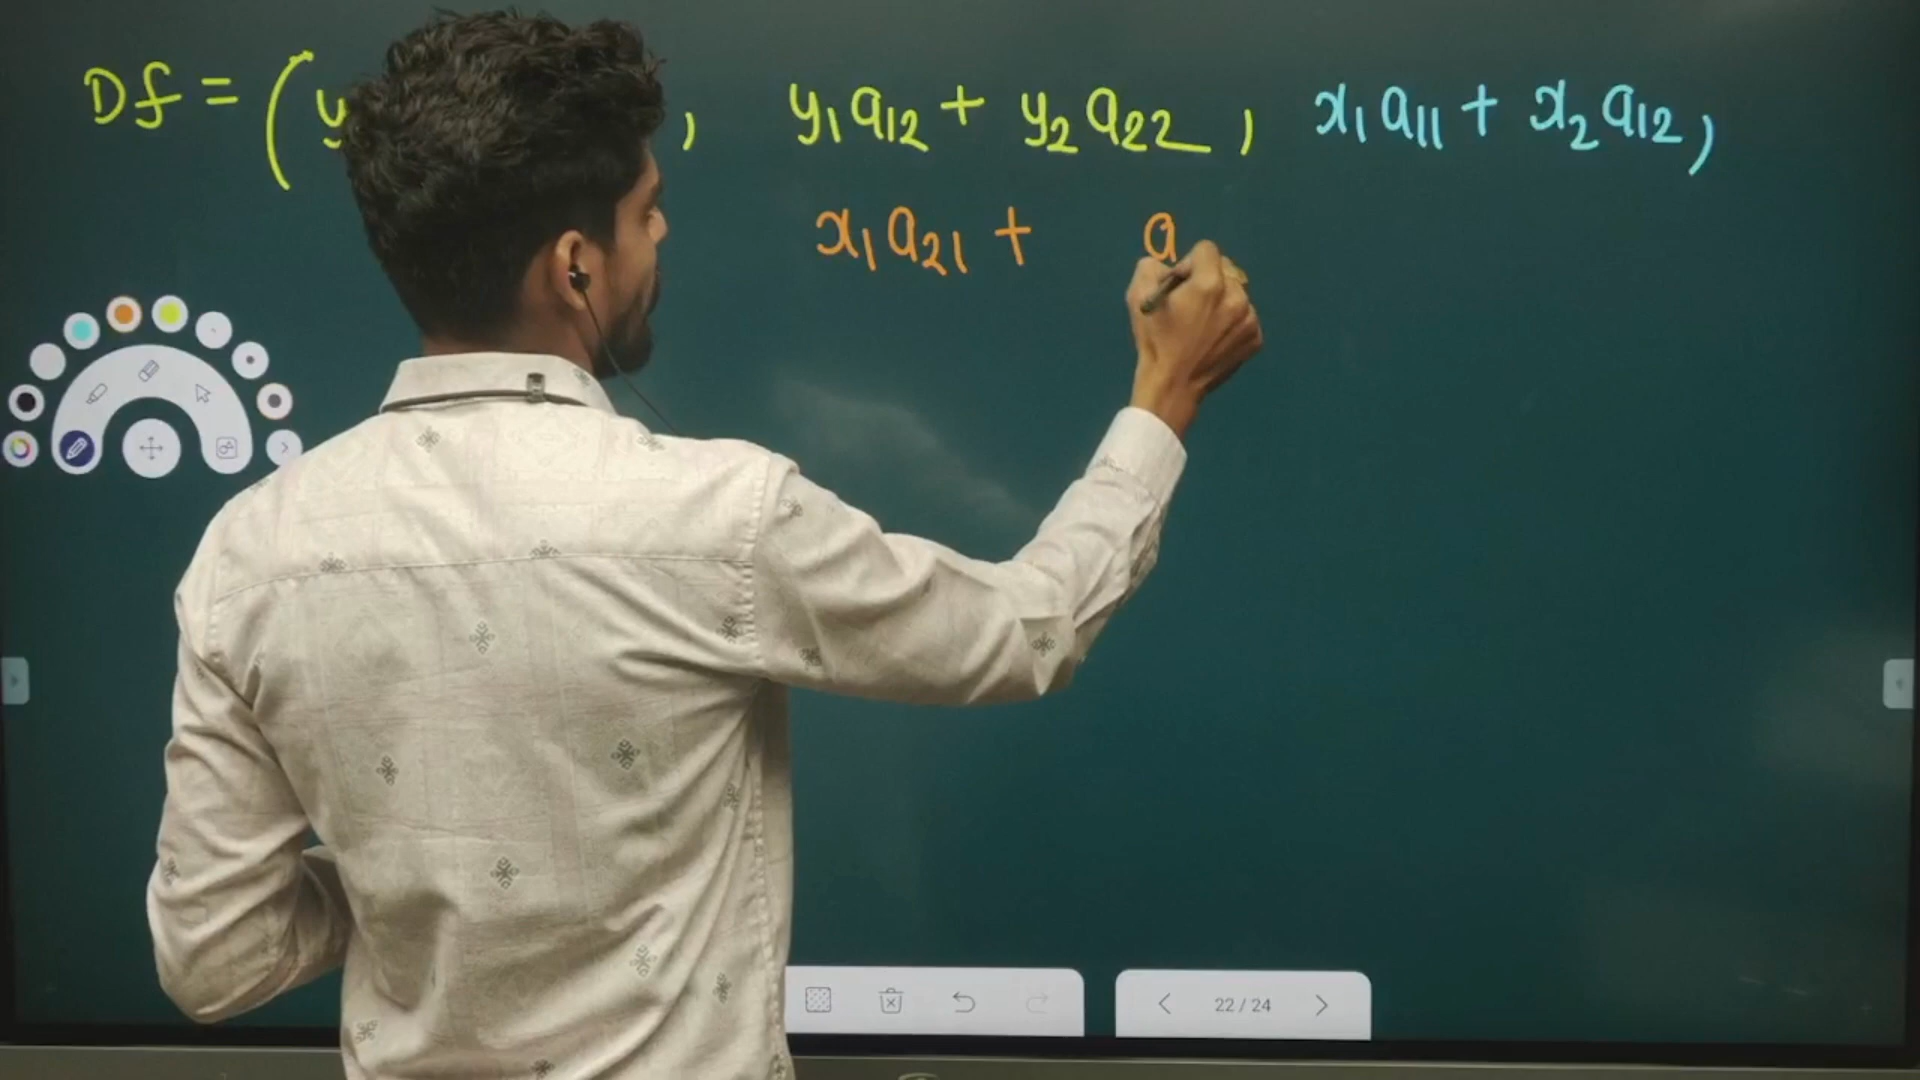 Df = (y , y₁a₁₂ + y₂a₂₂ , x₁a₁₁ + x₂a₁₂ ,
x₁a₂₁ + a
22 / 24